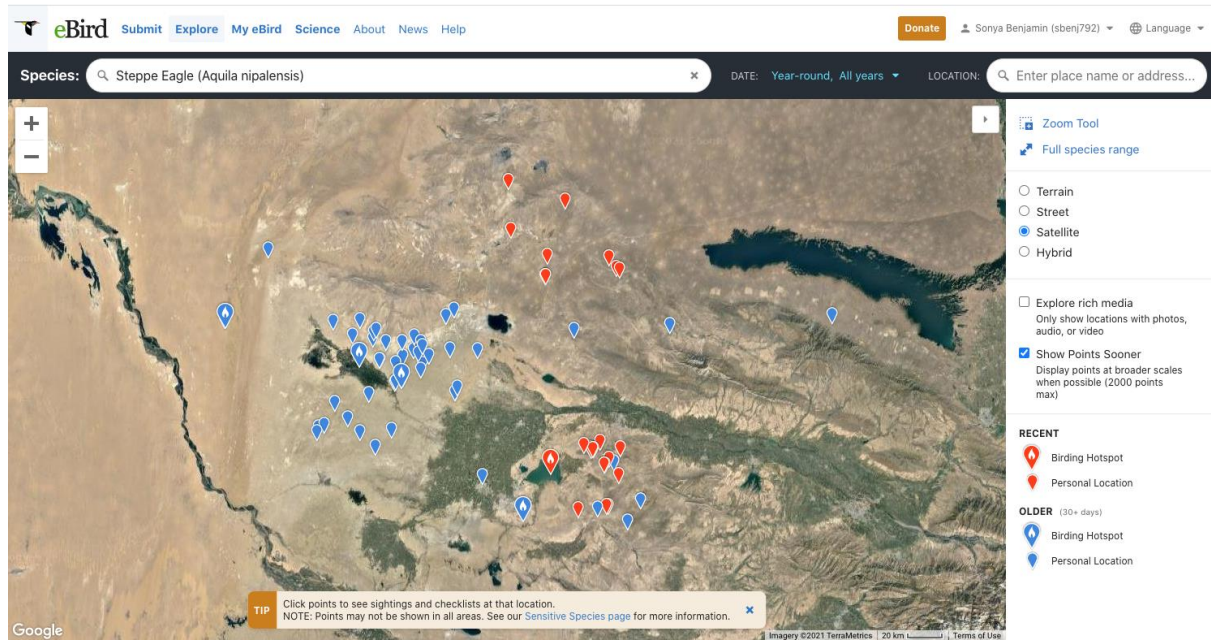 eBird Submit Explore My eBird Science About News Help Donate Sonya Benjamin (sbenj792) Language
Species: Steppe Eagle (Aquila nipalensis) × DATE: Year-round, All years LOCATION: Enter place name or address...
+
−
Zoom Tool
Full species range
Terrain
Street
Satellite
Hybrid
Explore rich media
Only show locations with photos,
audio, or video
Show Points Sooner
Display points at broader scales
when possible (2000 points
max)
RECENT
Birding Hotspot
Personal Location
OLDER (30+ days)
Birding Hotspot
Personal Location
TIP
Click points to see sightings and checklists at that location. ×
NOTE: Points may not be shown in all areas. See our Sensitive Species page for more information.
Google Imagery ©2021 TerraMetrics 20 km Terms of Use